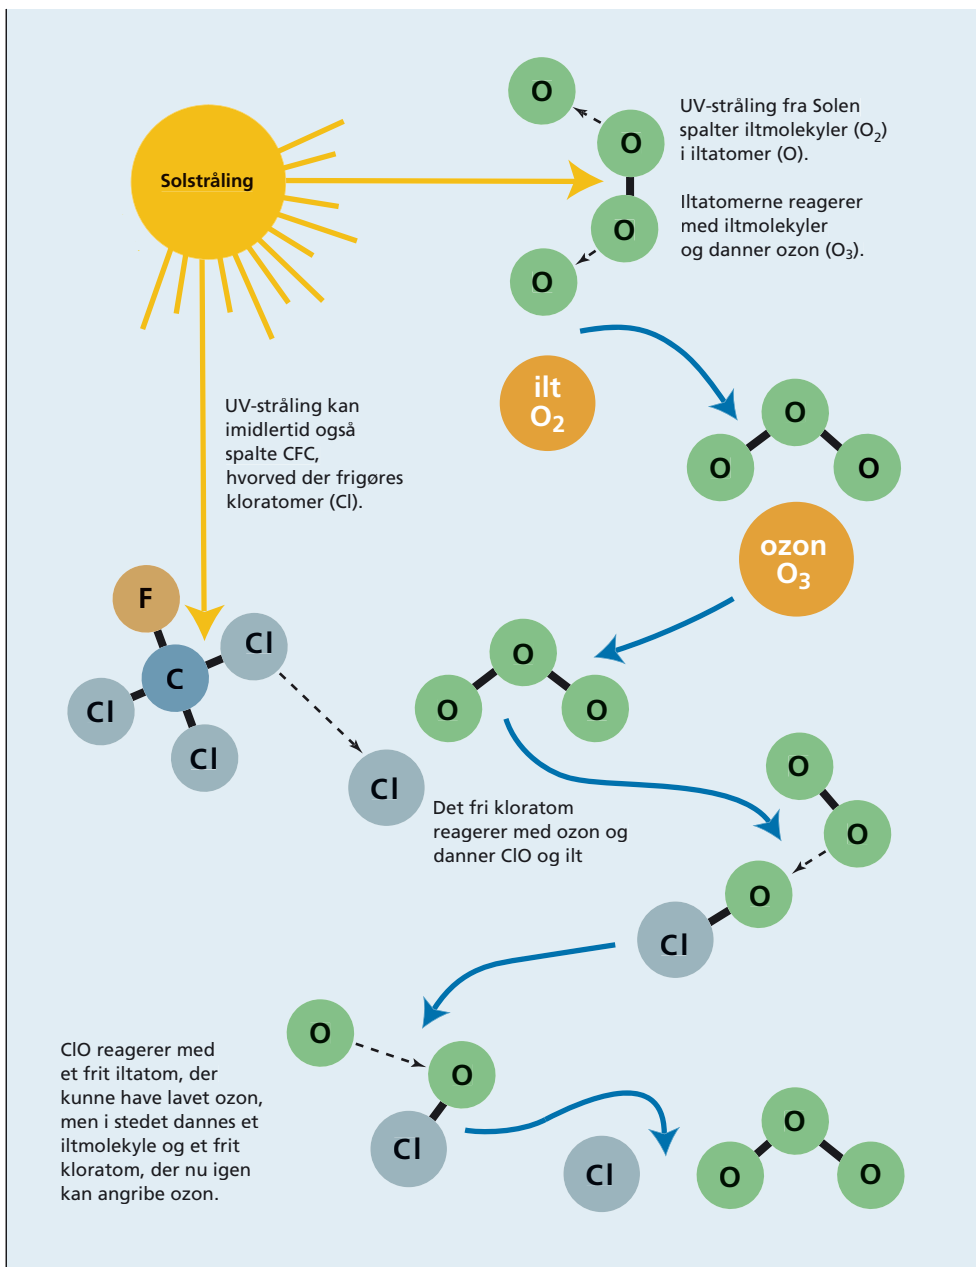 O
O
O
O
UV-stråling fra Solen
spalter iltmolekyler (O₂)
i iltatomer (O).
Iltatomerne reagerer
med iltmolekyler
og danner ozon (O₃).
Solstråling
ilt
O₂
O
O
O
UV-stråling kan
imidlertid også
spalte CFC,
hvorved der frigøres
kloratomer (Cl).
ozon
O₃
F
Cl
C
Cl
Cl
Cl
O
O
O
Det fri kloratom
reagerer med ozon og
danner ClO og ilt
O
O
O
Cl
O
O
Cl
ClO reagerer med
et frit iltatom, der
kunne have lavet ozon,
men i stedet dannes et
iltmolekyle og et frit
kloratom, der nu igen
kan angribe ozon.
Cl
O
O
O